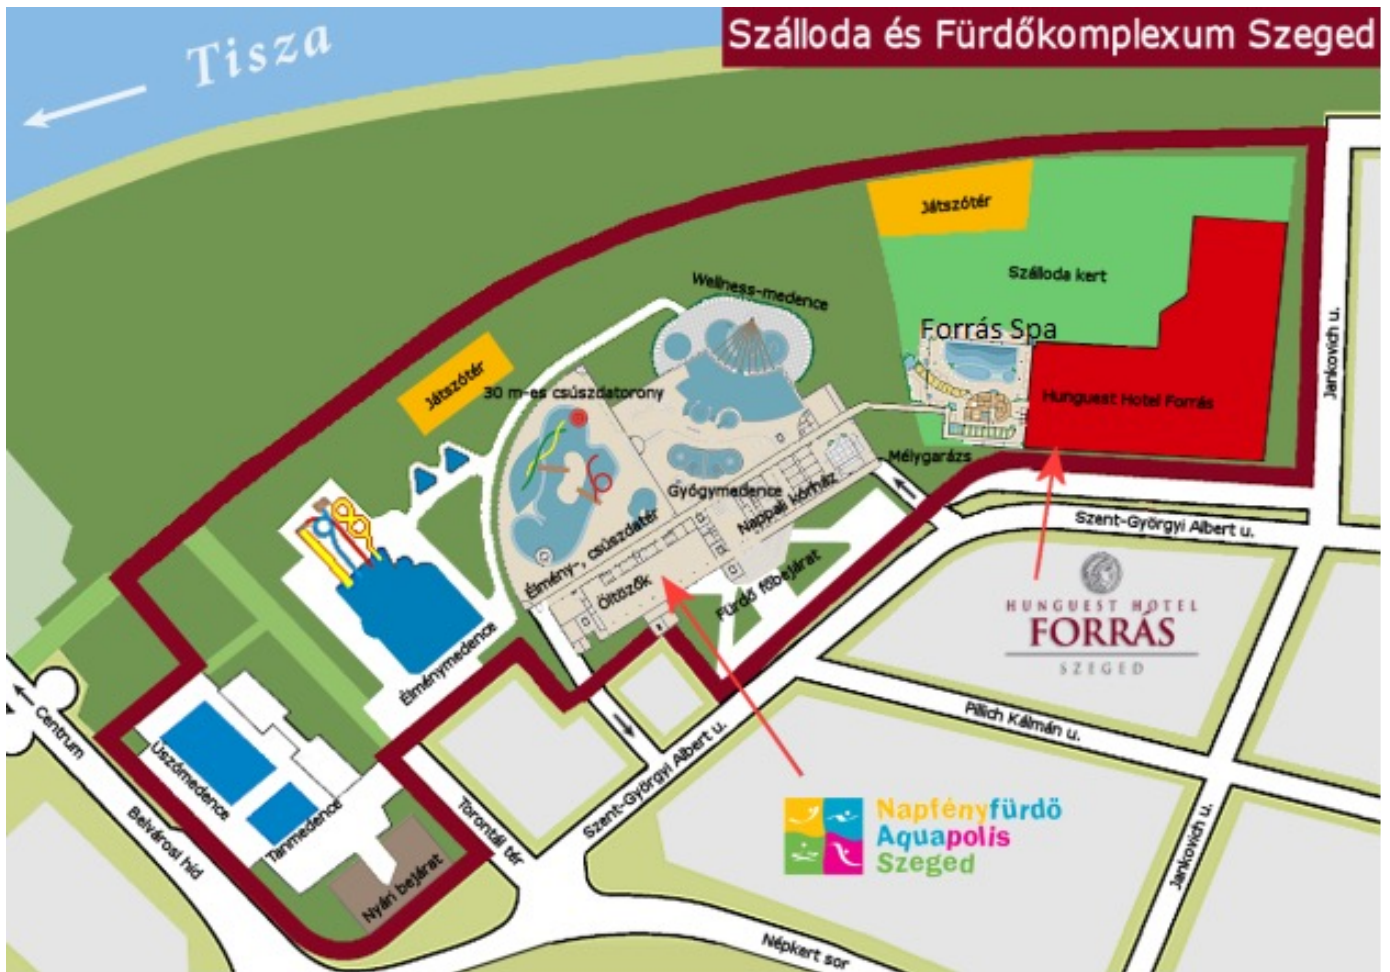 Szálloda és Fürdőkomplexum Szeged
Tisza
Játszótér
Szálloda kert
Wellness-medence
Forrás Spa
Jankovich u.
Játszótér
30 m-es csúszdatorony
Hunguest Hotel Forrás
Mélygarázs
Gyógymedence
Nappali kórház
Szent-Györgyi Albert u.
Élmény-, csúszdatér
Öltözők
Fürdő főbejárat
HUNGUEST HOTEL
FORRÁS
SZEGED
Élménymedence
Centrum
Pillich Kálmán u.
Úszómedence
Szent-Györgyi Albert u.
Tanmedence
Torontál tér
Belvárosi híd
Napfényfürdő
Aquapolis
Szeged
Jankovich u.
Nyári bejárat
Népkert sor